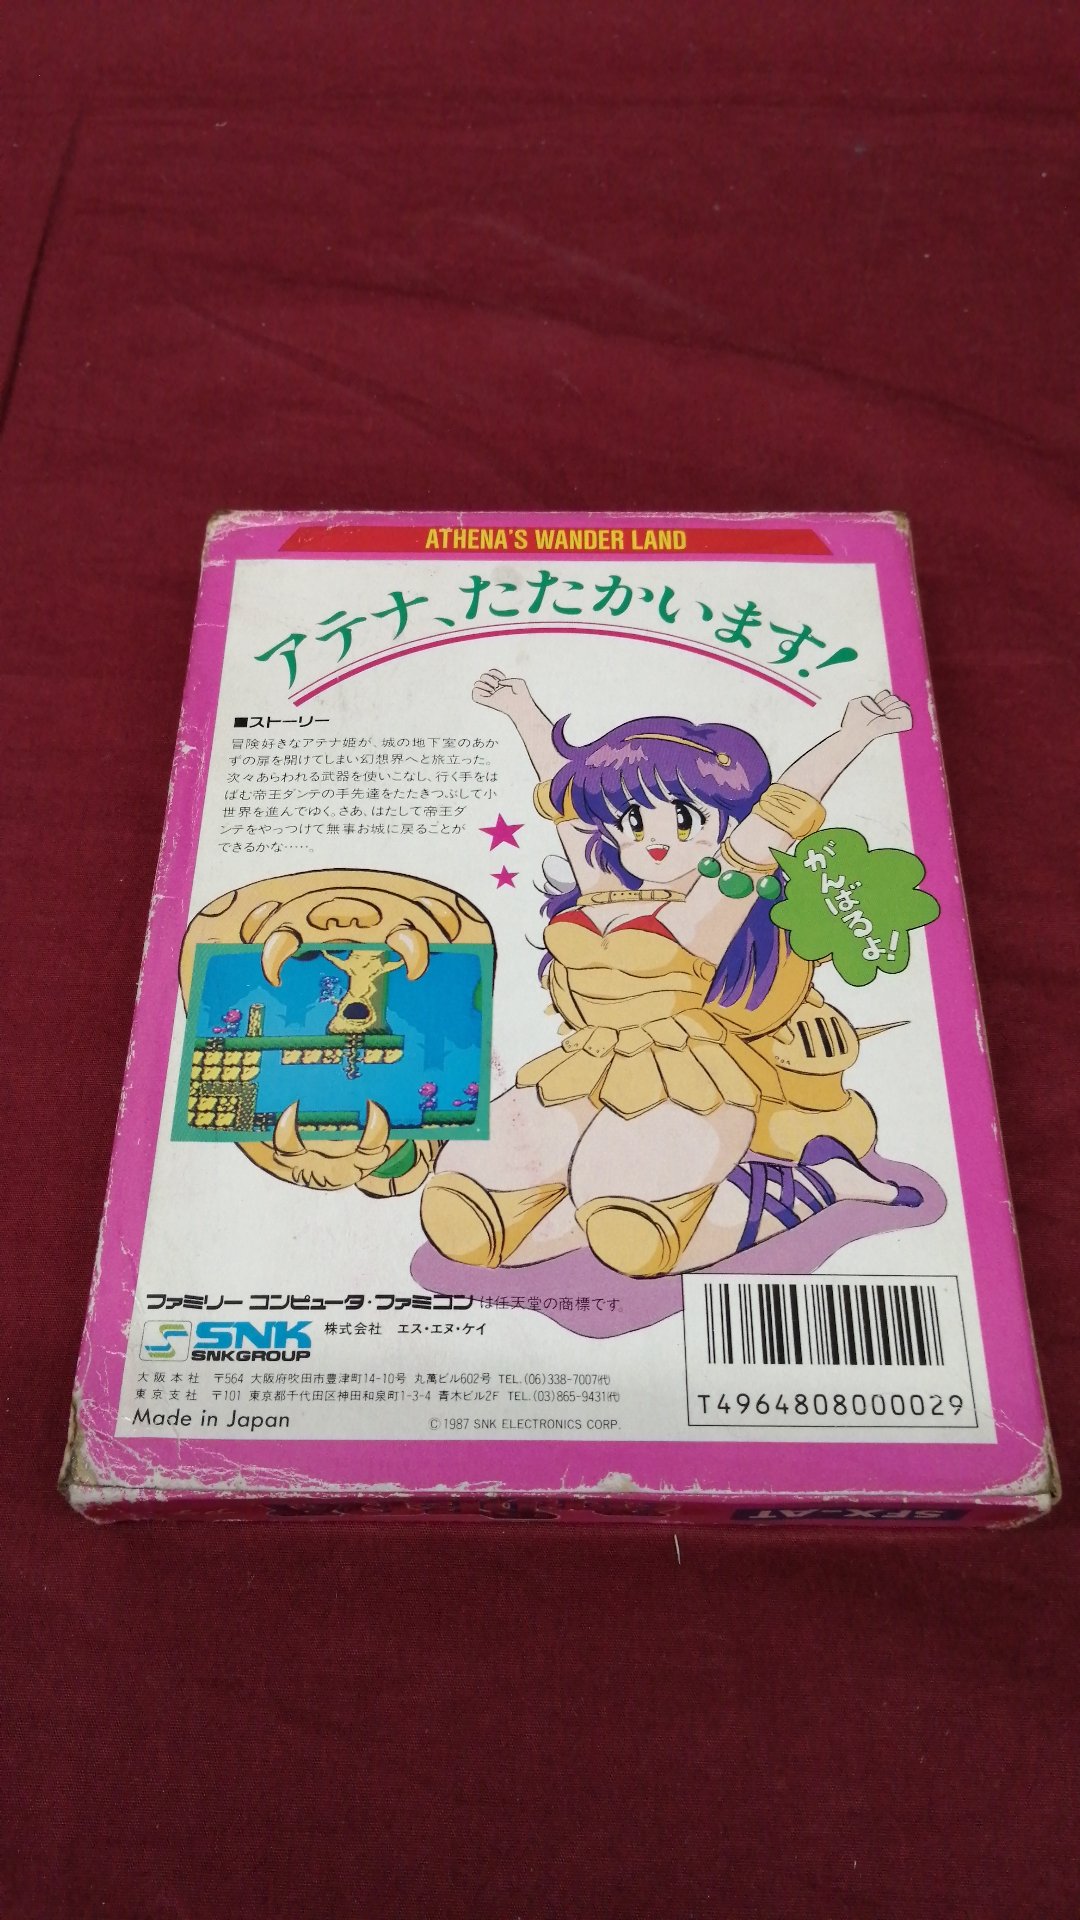 ATHENA'S WANDER LAND
アテナ、たたかいます!
■ストーリー
冒険好きなアテナ姫が、城の地下室のあか
ずの扉を開けてしまい幻想界へと旅立った。
次々あらわれる武器を使いこなし、行く手をは
ばむ帝王ダンテの手先達をたたきつぶして小
世界を進んでゆく。さあ、はたして帝王ダ
ンテをやっつけて無事お城に戻ることが
できるかな……。
がんばるよ!
ファミリーコンピュータ・ファミコンは任天堂の商標です。
SNK 株式会社 エス・エヌ・ケイ
SNK GROUP
大阪本社 〒564 大阪府吹田市豊津町14-10号 丸萬ビル602号 TEL.(06)338-7007(代)
東京支社 〒101 東京都千代田区神田和泉町1-3-4 青木ビル2F TEL.(03)865-9431(代)
Made in Japan
© 1987 SNK ELECTRONICS CORP.
T4964808000029
SFX-AT